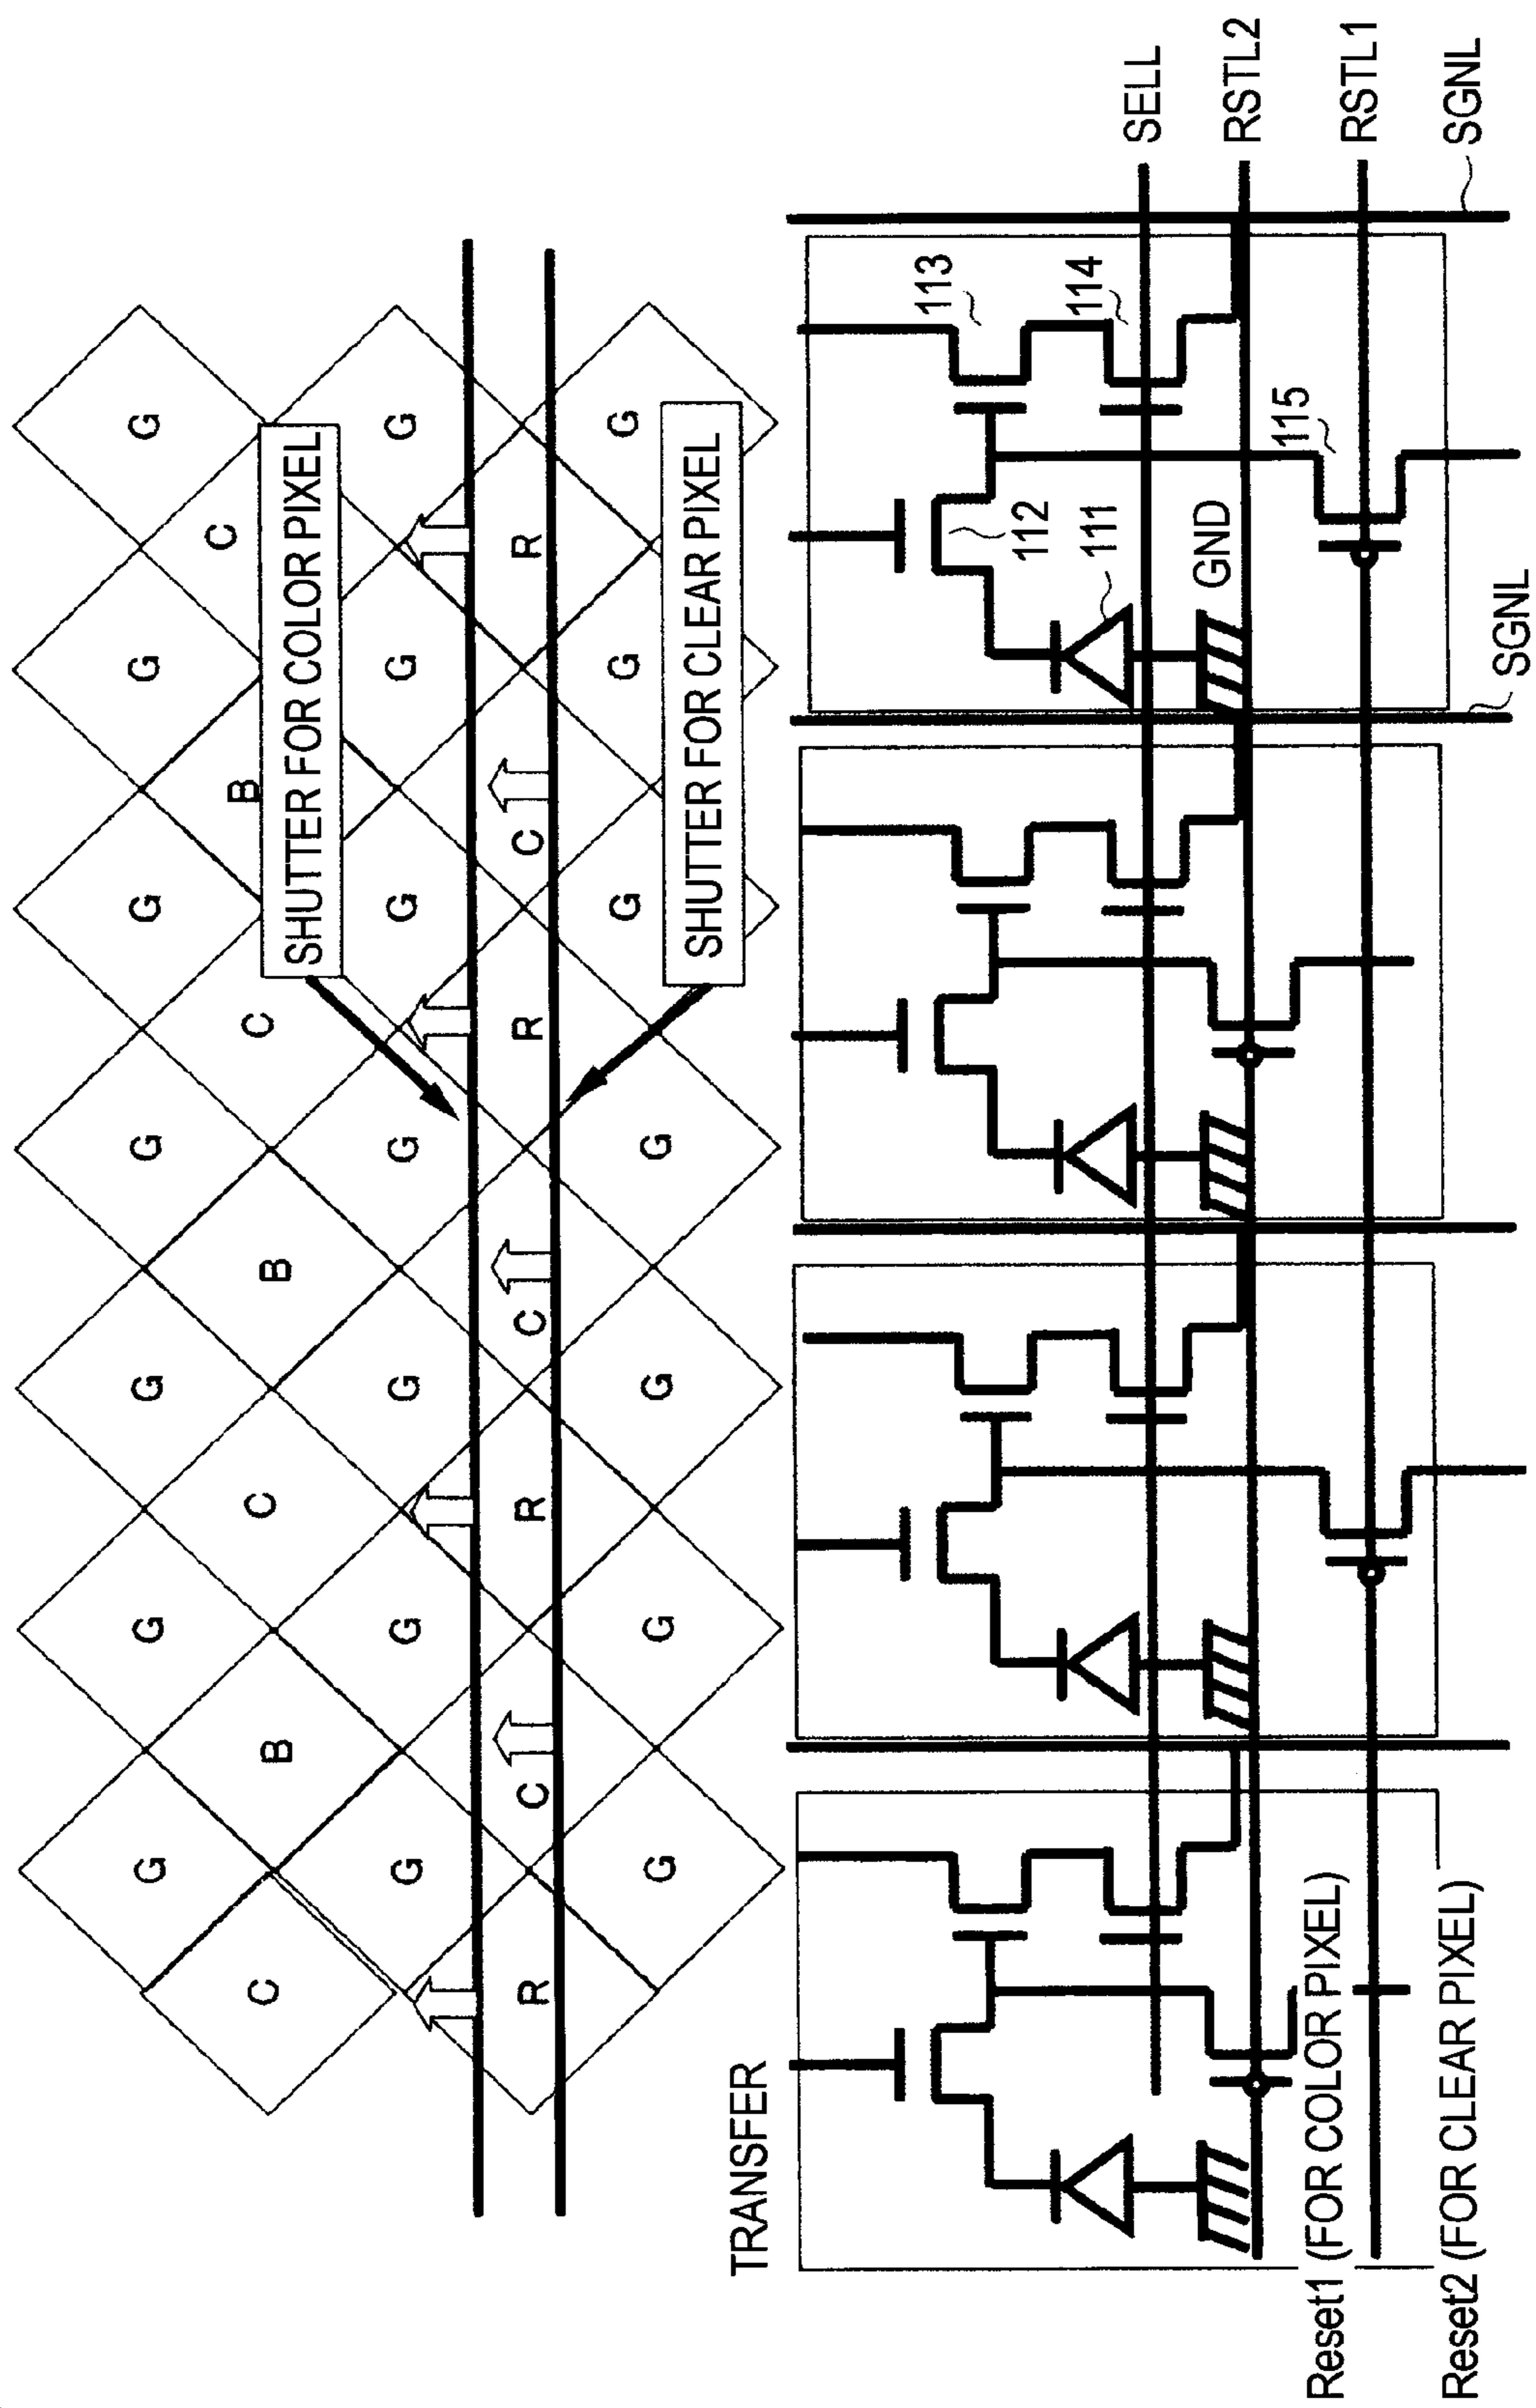 G G G G G G G
C B C B C B C
SHUTTER FOR COLOR PIXEL
G G G G G G G
R C R C R C R
G G G G G G G
SHUTTER FOR CLEAR PIXEL
TRANSFER
113
112
114
111
SELL
GND
RSTL2
115
Reset1 (FOR COLOR PIXEL)
RSTL1
Reset2 (FOR CLEAR PIXEL)
SGNL
SGNL